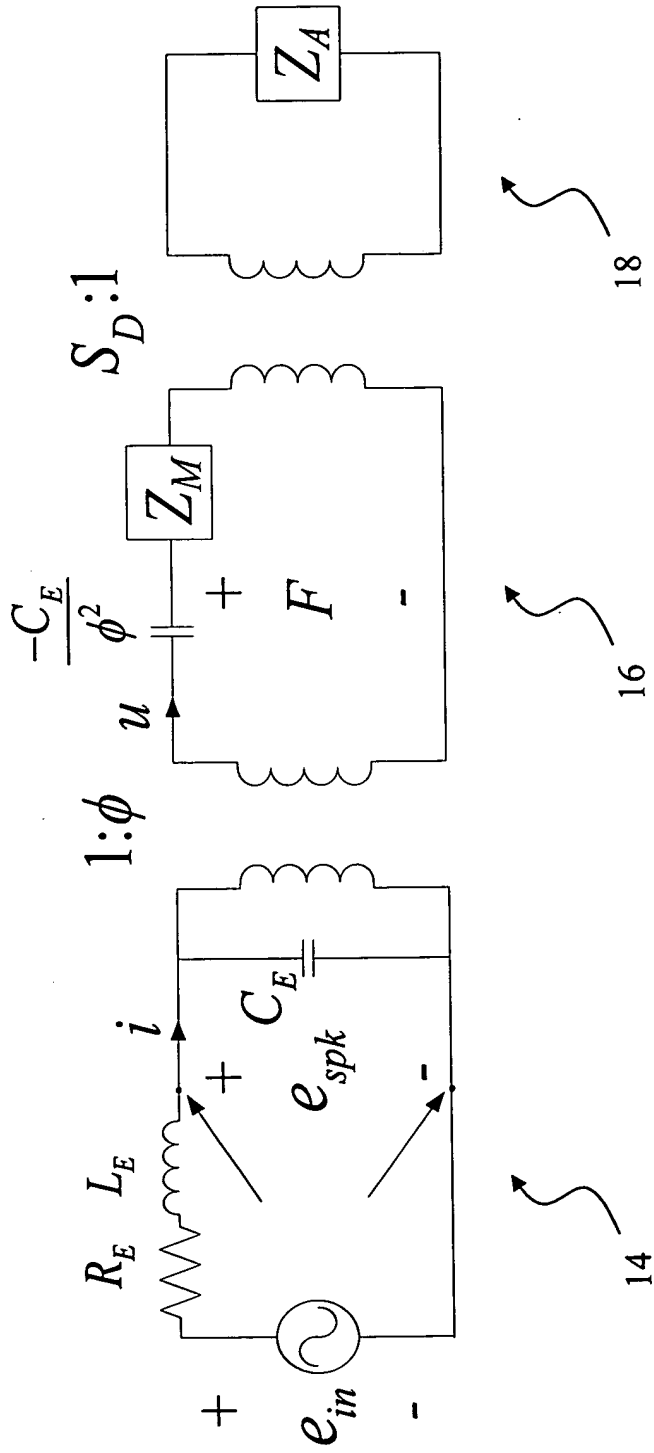 1:ϕ
S_D:1
-C_E
ϕ²
R_E L_E
i
u
Z_M
Z_A
+
e_in
-
+
e_spk
-
C_E
+
F
-
14
16
18